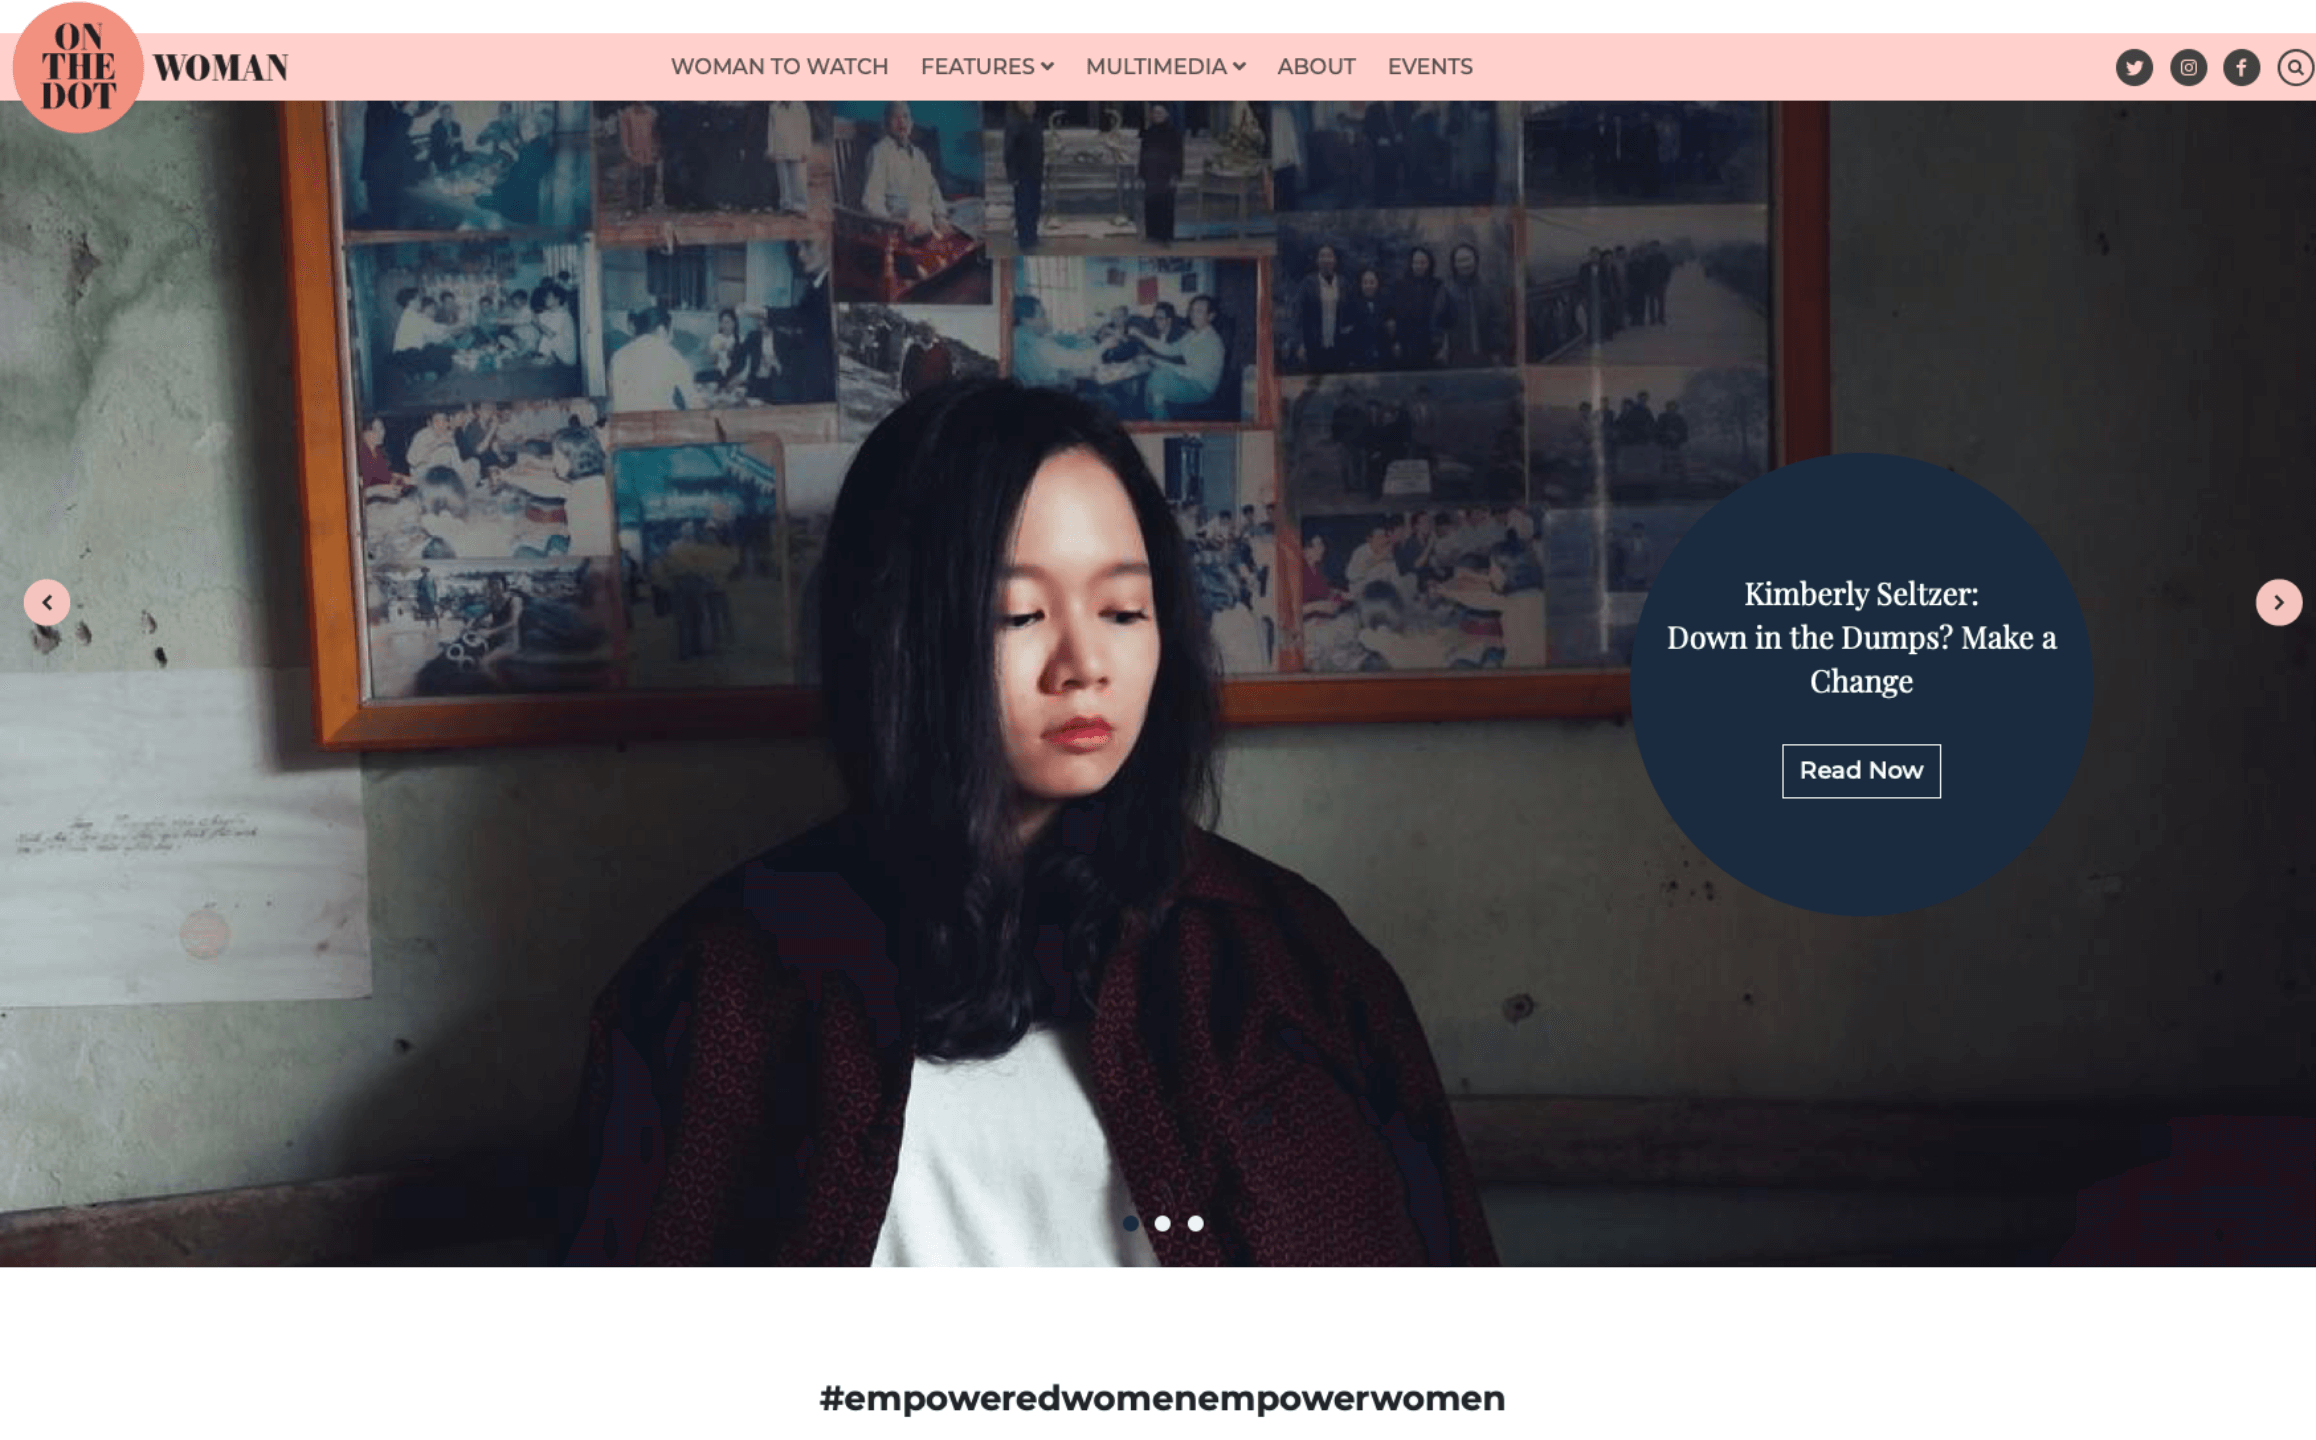 ON
THE
DOT
WOMAN
WOMAN TO WATCH
FEATURES
MULTIMEDIA
ABOUT
EVENTS
Kimberly Seltzer:
Down in the Dumps? Make a
Change
Read Now
#empoweredwomenempowerwomen